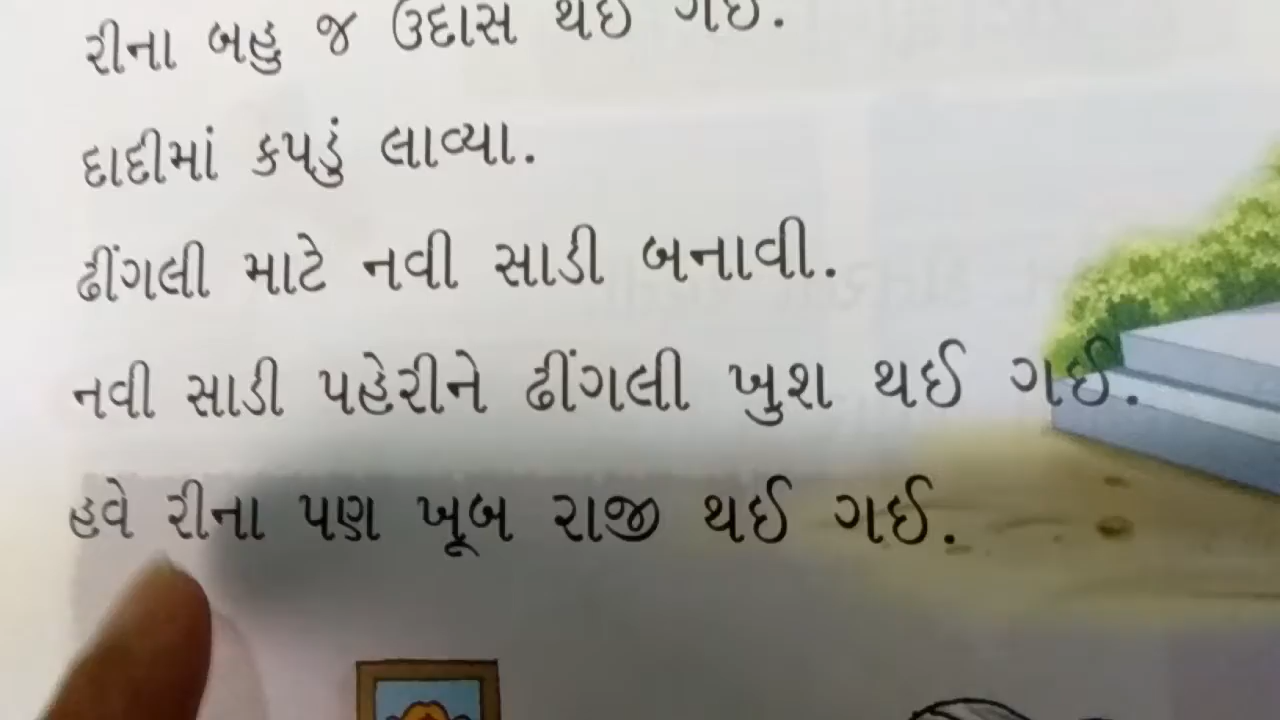 રીના બહુ જ ઉદાસ થઈ ગઈ.
દાદીમાં કપડું લાવ્યા.
ઢીંગલી માટે નવી સાડી બનાવી.
નવી સાડી પહેરીને ઢીંગલી ખુશ થઈ ગઈ.
હવે રીના પણ ખૂબ રાજી થઈ ગઈ.